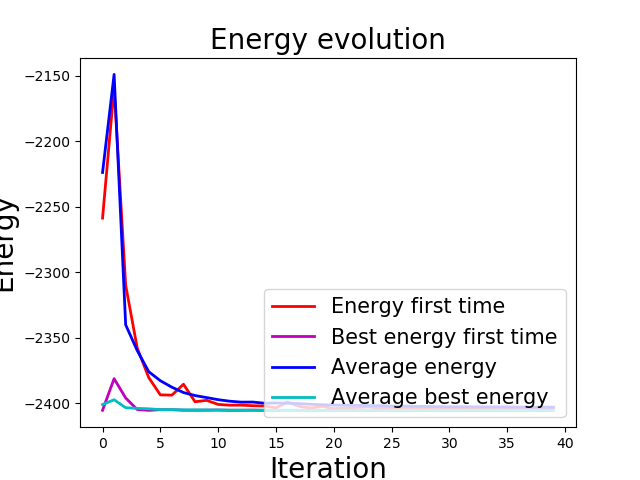 Energy evolution
Energy
−2150
−2200
−2250
−2300
−2350
−2400
Energy first time
Best energy first time
Average energy
Average best energy
0 5 10 15 20 25 30 35 40
Iteration